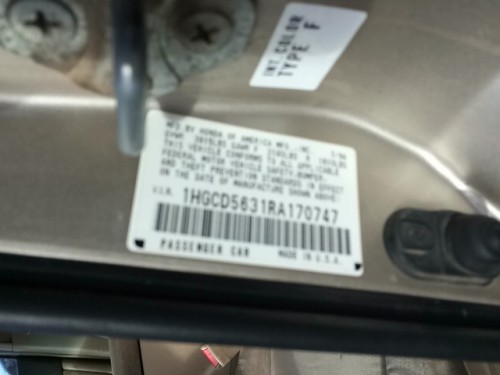 INT.COLOR
TYPE F
MFD.BY HONDA OF AMERICA MFG.,INC.
THIS VEHICLE CONFORMS TO ALL APPLICABLE
FEDERAL MOTOR VEHICLE SAFETY,BUMPER,
AND THEFT PREVENTION STANDARDS IN EFFECT
ON THE DATE OF MANUFACTURE SHOWN ABOVE.
V.I.N. 1HGCD5631RA170747
PASSENGER CAR MADE IN U.S.A.